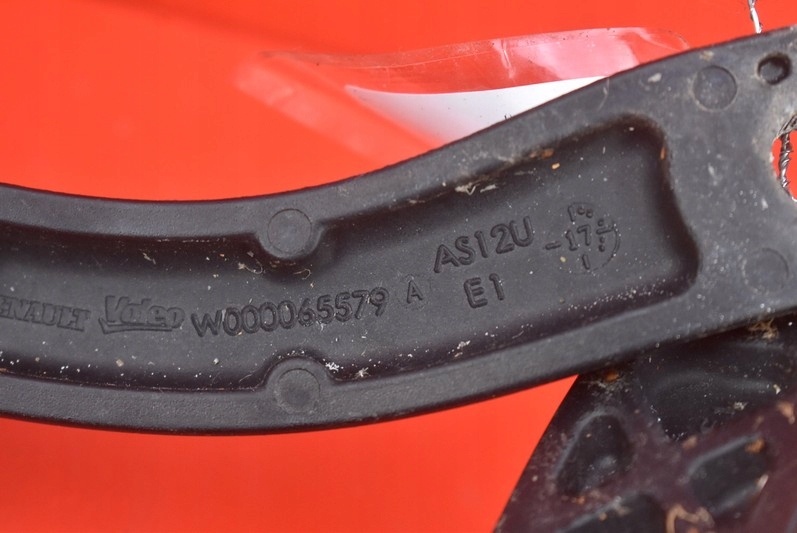 RENAULT Valeo W000065579 A
AS12U
E1
17